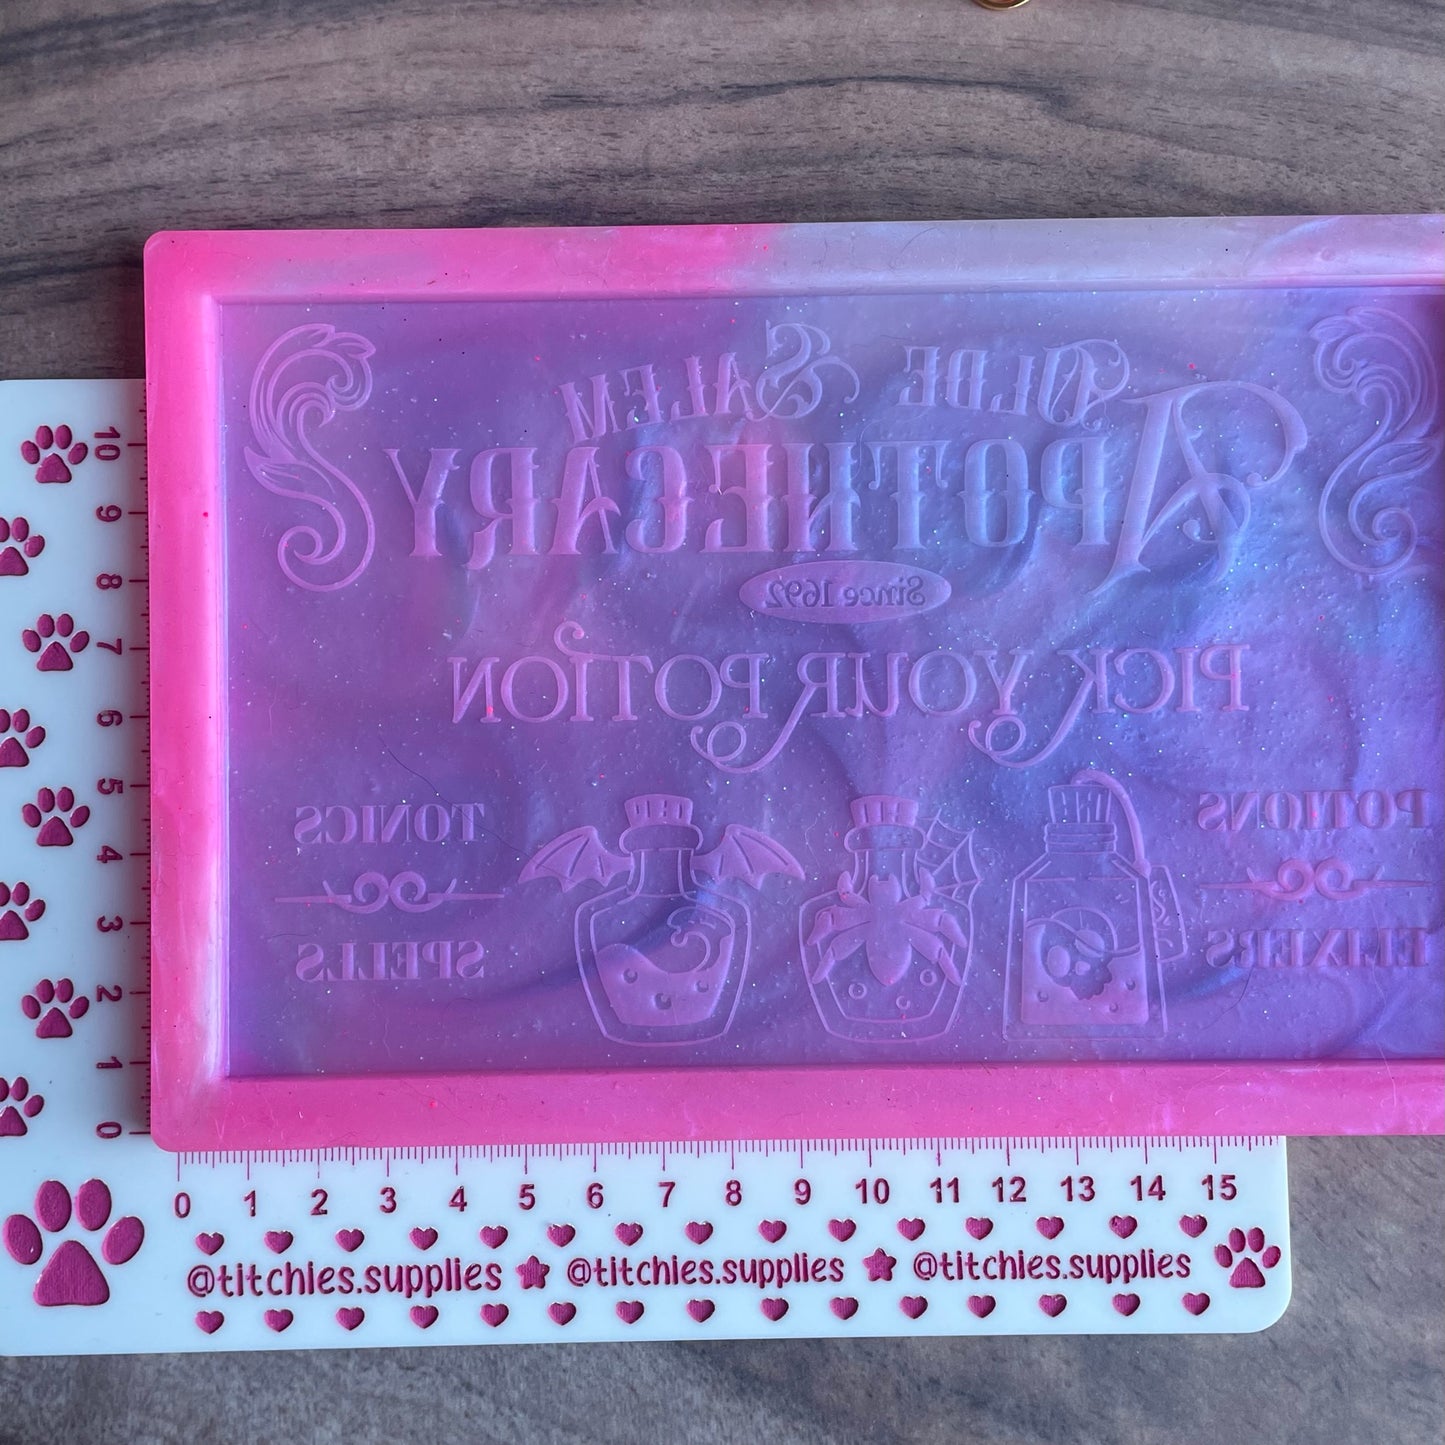 OLDE SALEM
APOTHECARY
Since 1692
PICK YOUR POTION
POTIONS
ELIXERS
TONICS
SPELLS
10
9
8
7
6
5
4
3
2
1
0
0 1 2 3 4 5 6 7 8 9 10 11 12 13 14 15
@titchies.supplies @titchies.supplies @titchies.supplies